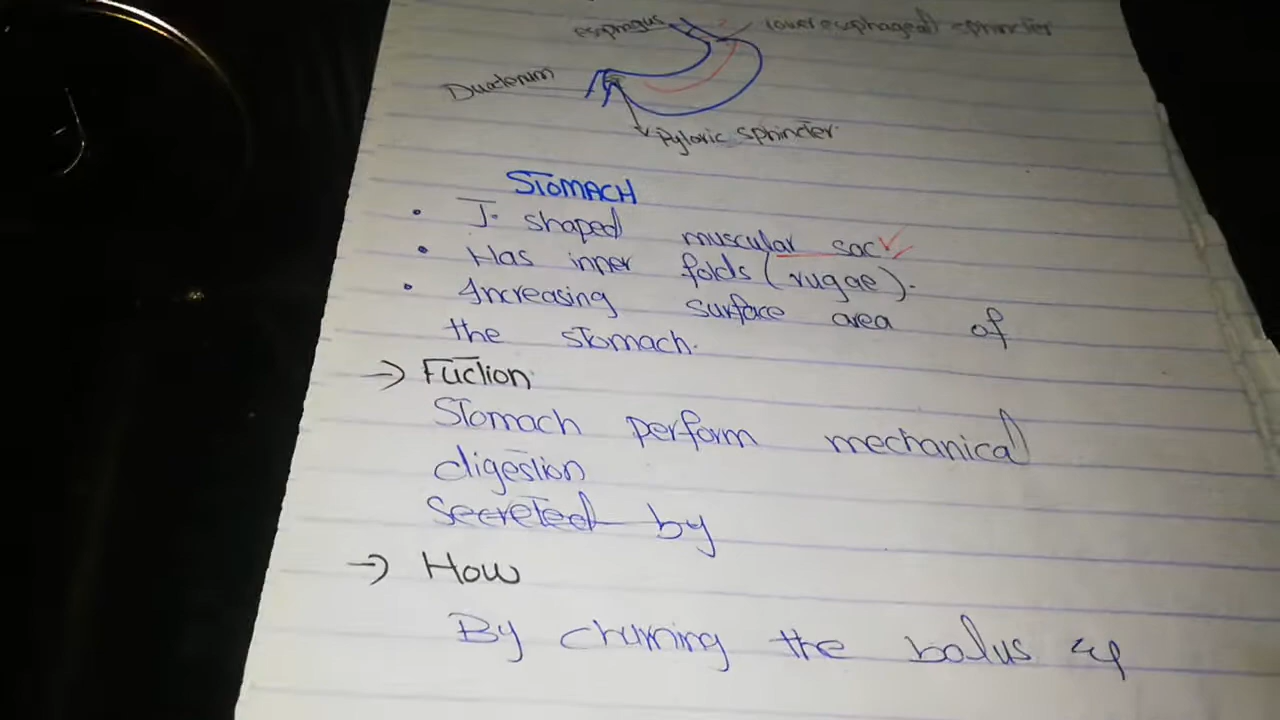 esophagus
lower esophageal sphincter
Duodenum
Pyloric sphincter
STOMACH
• J- shaped muscular sac
• Has inner folds (rugae).
• Increasing surface area of
the stomach.
→ Fuction
Stomach perform mechanical
digestion
Secreted by
→ How
By churning the bolus up